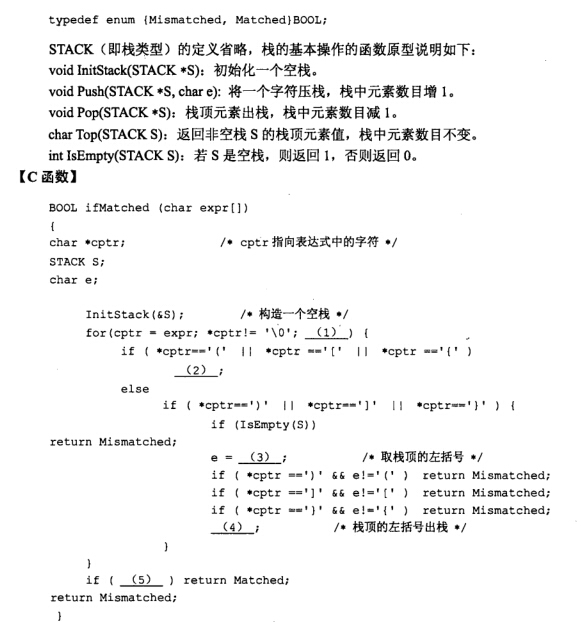 typedef enum {Mismatched, Matched}BOOL;
STACK（即栈类型）的定义省略，栈的基本操作的函数原型说明如下：
void InitStack(STACK *S)：初始化一个空栈。
void Push(STACK *S, char e): 将一个字符压栈，栈中元素数目增 1。
void Pop(STACK *S)：栈顶元素出栈，栈中元素数目减 1。
char Top(STACK S)：返回非空栈 S 的栈顶元素值，栈中元素数目不变。
int IsEmpty(STACK S)：若 S 是空栈，则返回 1，否则返回 0。
【C 函数】
BOOL ifMatched (char expr[])
{
char *cptr; /* cptr 指向表达式中的字符 */
STACK S;
char e;
InitStack(&S); /* 构造一个空栈 */
for(cptr = expr; *cptr!= '\0'; （1）) {
if ( *cptr=='(' || *cptr =='[' || *cptr =='{' )
（2）;
else
if ( *cptr==')' || *cptr==']' || *cptr=='}' ) {
if (IsEmpty(S))
return Mismatched;
e = （3）; /* 取栈顶的左括号 */
if ( *cptr ==')' && e!='(' ) return Mismatched;
if ( *cptr ==']' && e!='[' ) return Mismatched;
if ( *cptr =='}' && e!='{' ) return Mismatched;
（4）; /* 栈顶的左括号出栈 */
}
}
if ( （5） ) return Matched;
return Mismatched;
}